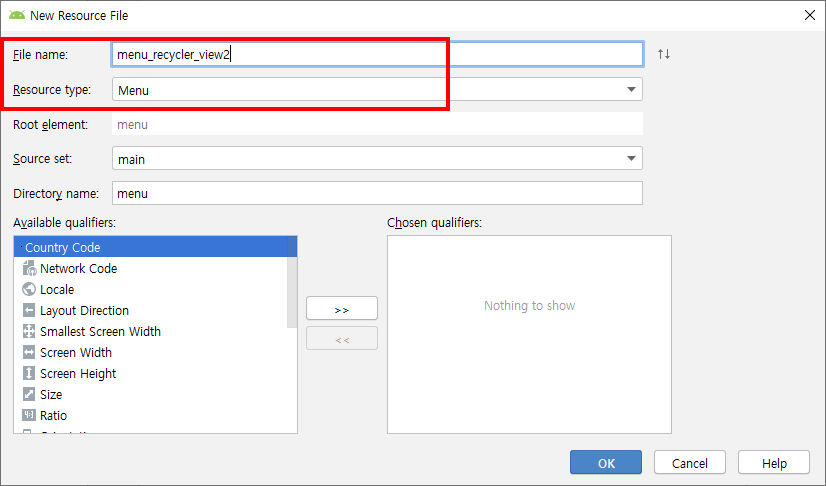 New Resource File
File name: menu_recycler_view2
Resource type: Menu
Root element: menu
Source set: main
Directory name: menu
Available qualifiers:
Chosen qualifiers:
Country Code
Network Code
Locale
Layout Direction
Smallest Screen Width
Screen Width
Screen Height
Size
Ratio
>>
<<
Nothing to show
OK
Cancel
Help